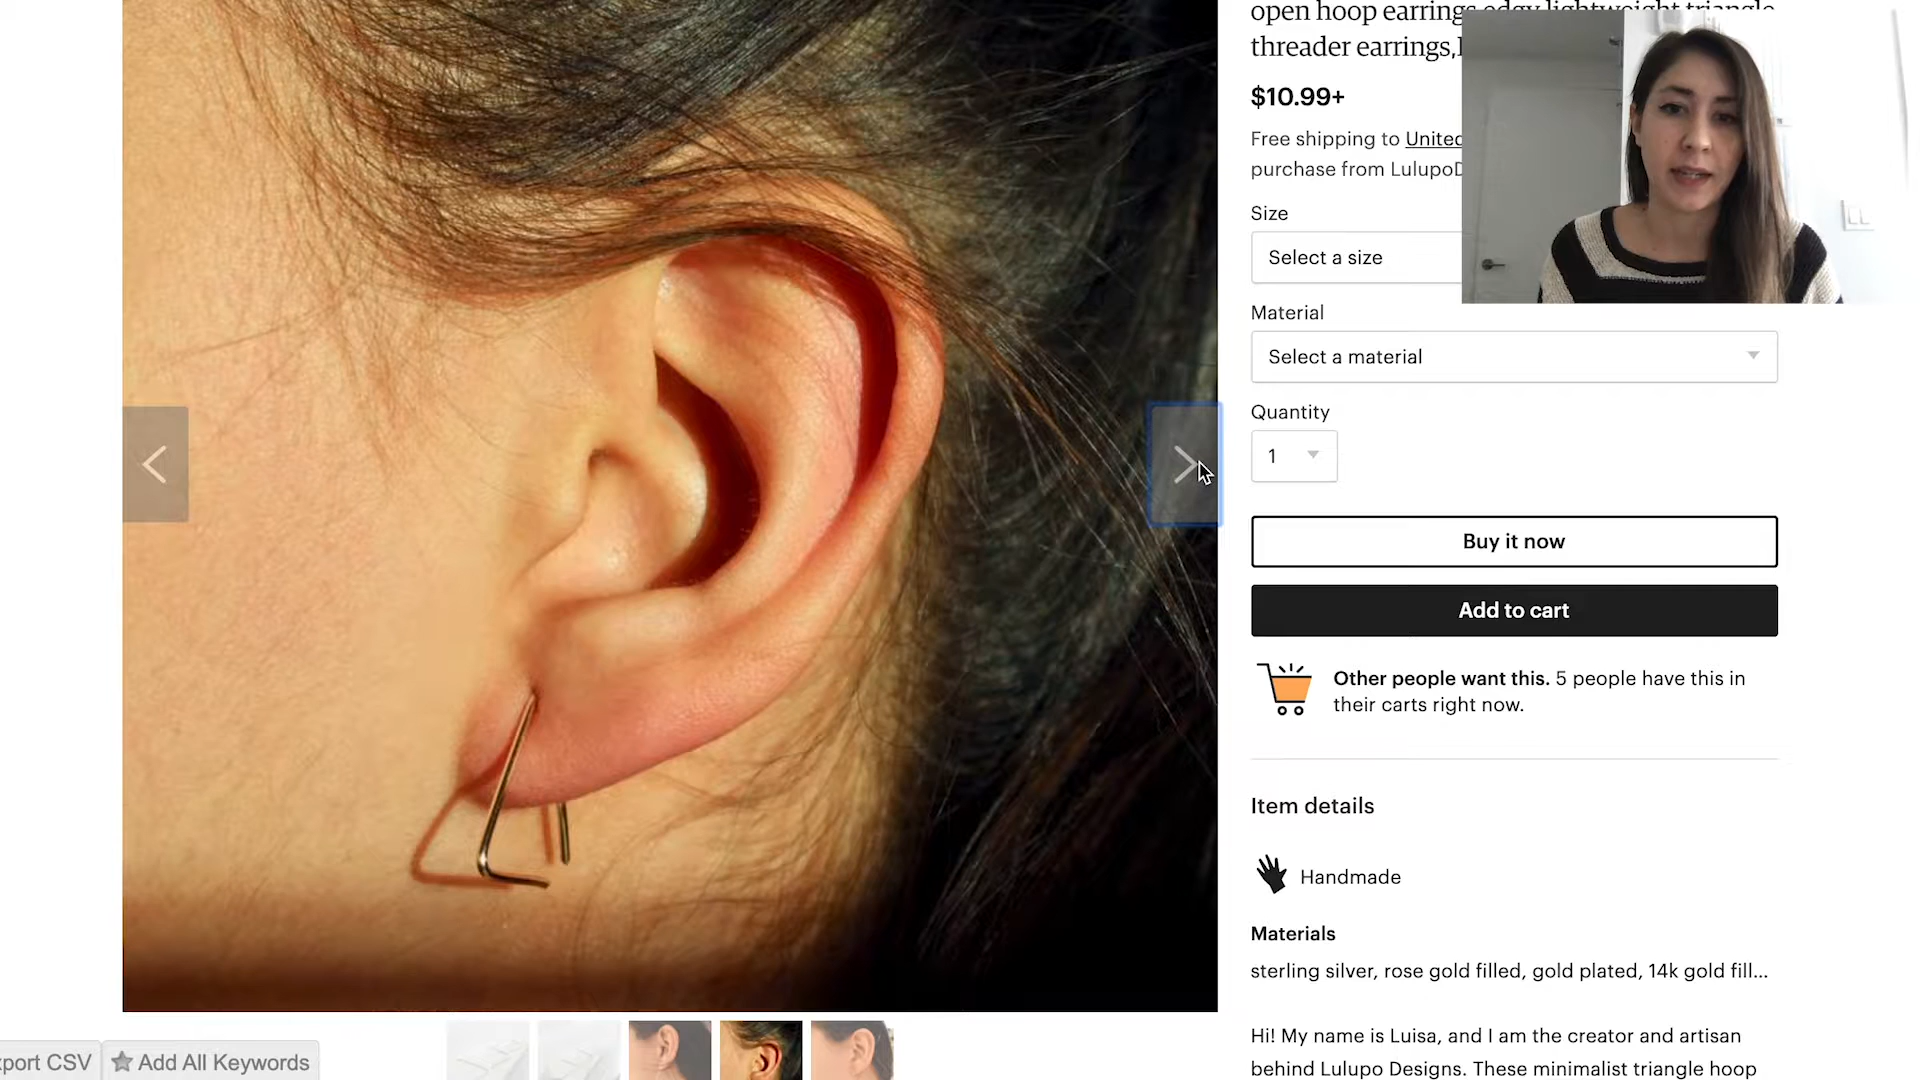 open hoop earrings edgy lightweight triangle
threader earrings,
$10.99+
Free shipping to
purchase from
Size
Select a size
Material
Select a material
Quantity
1
Buy it now
Add to cart
Other people want this. 5 people have this in
their carts right now.
Item details
Handmade
Materials
sterling silver, rose gold filled, gold plated, 14k gold fill...
Hi! My name is Luisa, and I am the creator and artisan
behind Lulupo Designs. These minimalist triangle hoop
CSV
Add All Keywords